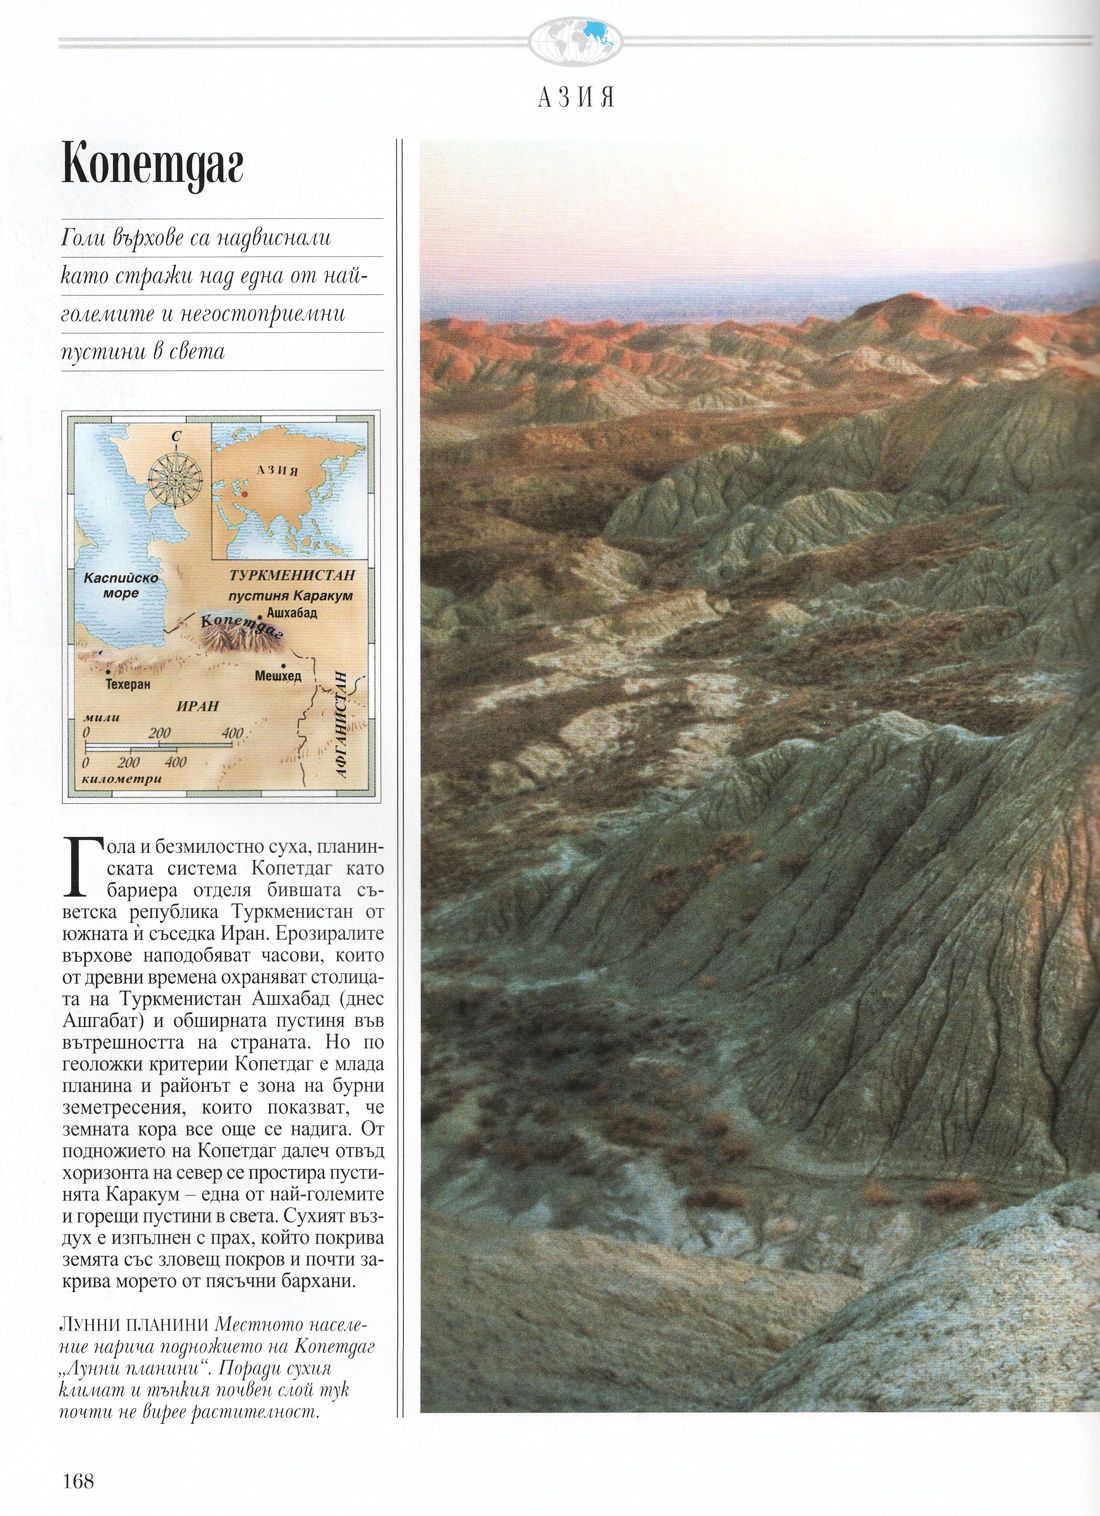 АЗИЯ
Копетдаг
Голи върхове са надвиснали
като стражи над една от най-
големите и негостоприемни
пустини в света
С
АЗИЯ
Каспийско
море
ТУРКМЕНИСТАН
пустиня Каракум
Ашхабад
Копетдаг
Техеран
Мешхед
ИРАН
АФГАНИСТАН
мили
0 200 400
0 200 400
километри
Гола и безмилостно суха, планин-
ската система Копетдаг като
бариера отделя бившата съ-
ветска република Туркменистан от
южната ѝ съседка Иран. Ерозиралите
върхове наподобяват часови, които
от древни времена охраняват столица-
та на Туркменистан Ашхабад (днес
Ашгабат) и обширната пустиня във
вътрешността на страната. Но по
геоложки критерии Копетдаг е млада
планина и районът е зона на бурни
земетресения, които показват, че
земната кора все още се надига. От
подножието на Копетдаг далеч отвъд
хоризонта на север се простира пусти-
нята Каракум – една от най-големите
и горещи пустини в света. Сухият въз-
дух е изпълнен с прах, който покрива
земята със зловещ покров и почти за-
крива морето от пясъчни бархани.
ЛУННИ ПЛАНИНИ Местното населе-
ние нарича подножието на Копетдаг
„Лунни планини“. Поради сухия
климат и тънкия почвен слой тук
почти не вирее растителност.
168